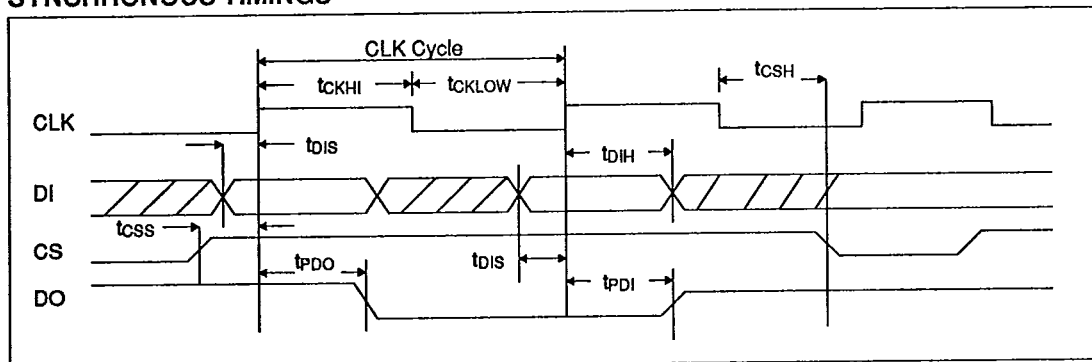 SYNCHRONOUS TIMINGS
CLK Cycle
tCKHI
tCKLOW
tCSH
CLK
tDIS
tDIH
DI
tCSS
CS
tPDO
tDIS
tPDI
DO